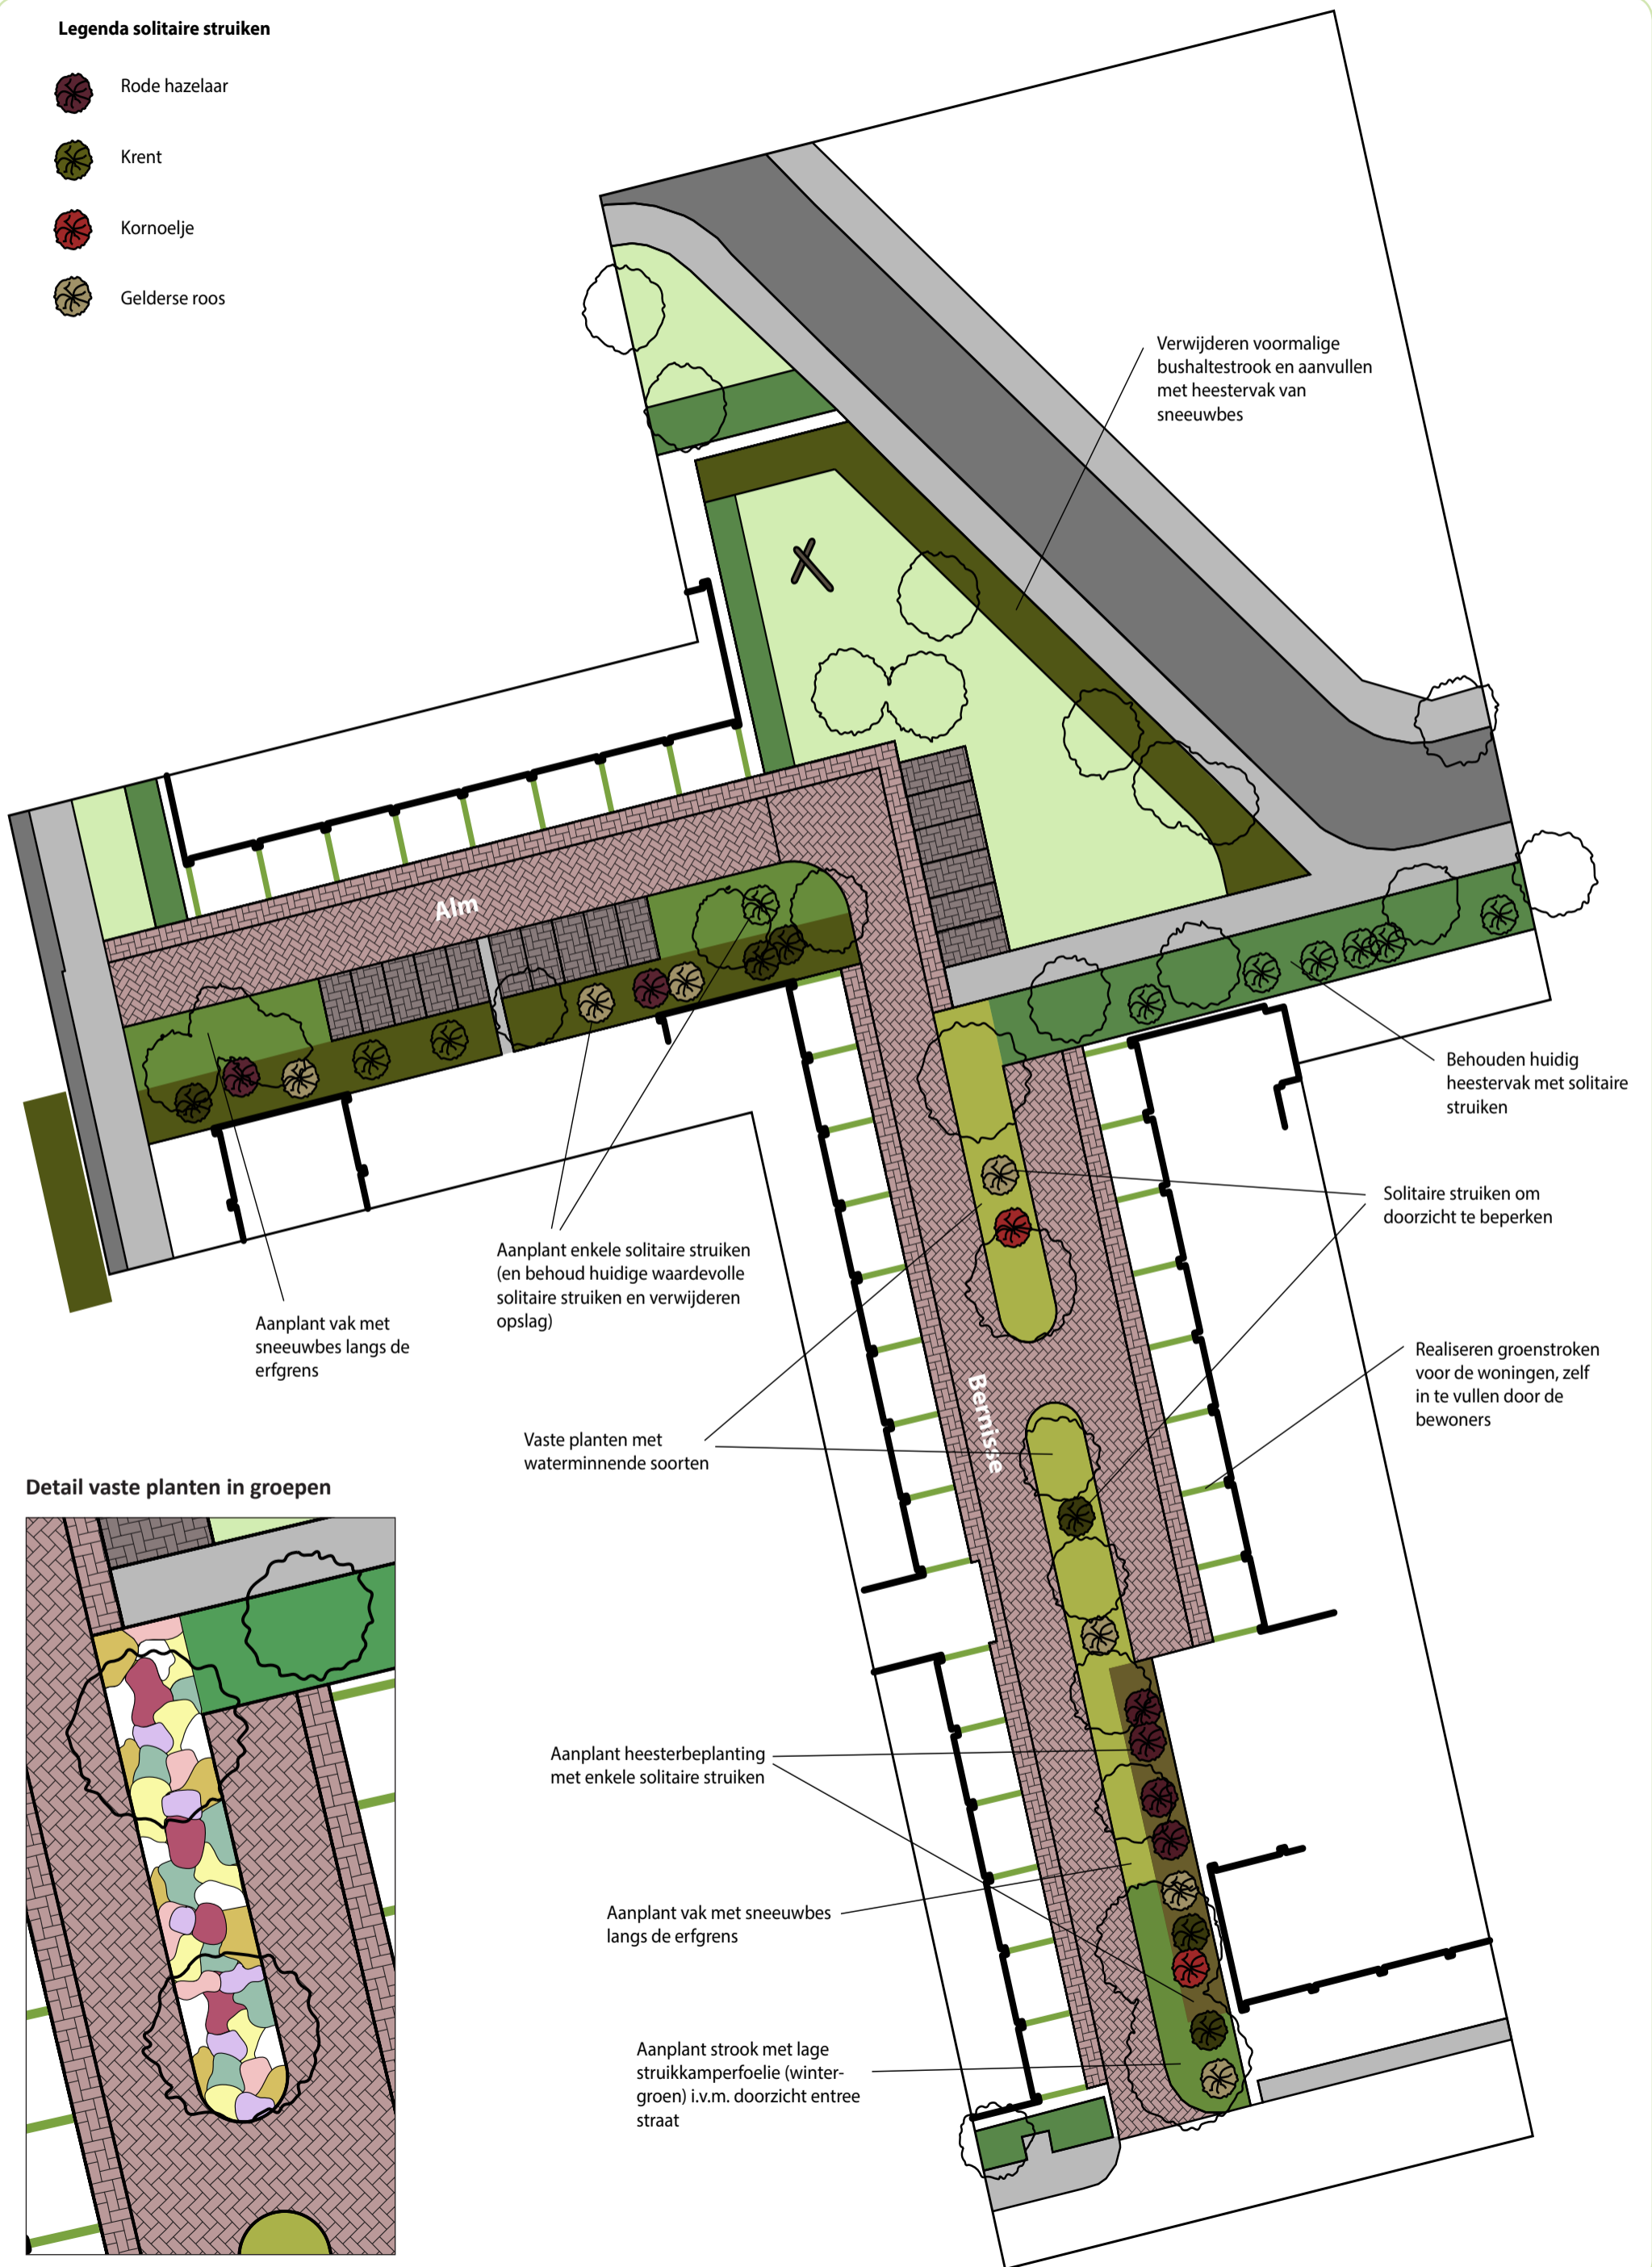 Legenda solitaire struiken
Rode hazelaar
Krent
Kornoelje
Gelderse roos
Verwijderen voormalige
bushaltestrook en aanvullen
met heestervak van
sneeuwbes
Alm
Behouden huidig
heestervak met solitaire
struiken
Solitaire struiken om
doorzicht te beperken
Aanplant enkele solitaire struiken
(en behoud huidige waardevolle
solitaire struiken en verwijderen
opslag)
Aanplant vak met
sneeuwbes langs de
erfgrens
Realiseren groenstroken
voor de woningen, zelf
in te vullen door de
bewoners
Bernisse
Vaste planten met
waterminnende soorten
Detail vaste planten in groepen
Aanplant heesterbeplanting
met enkele solitaire struiken
Aanplant vak met sneeuwbes
langs de erfgrens
Aanplant strook met lage
struikkamperfoelie (winter-
groen) i.v.m. doorzicht entree
straat